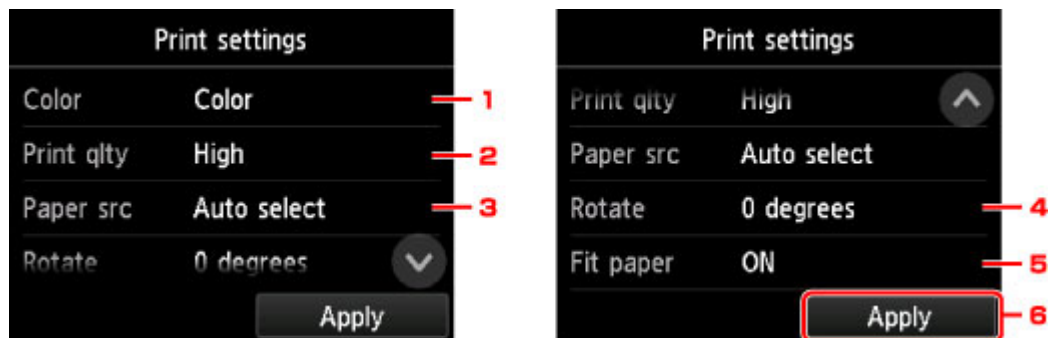 Print settings
Color Color 1
Print qlty High 2
Paper src Auto select 3
Rotate 0 degrees
Apply
Print settings
Print qlty High
Paper src Auto select
Rotate 0 degrees 4
Fit paper ON 5
Apply 6